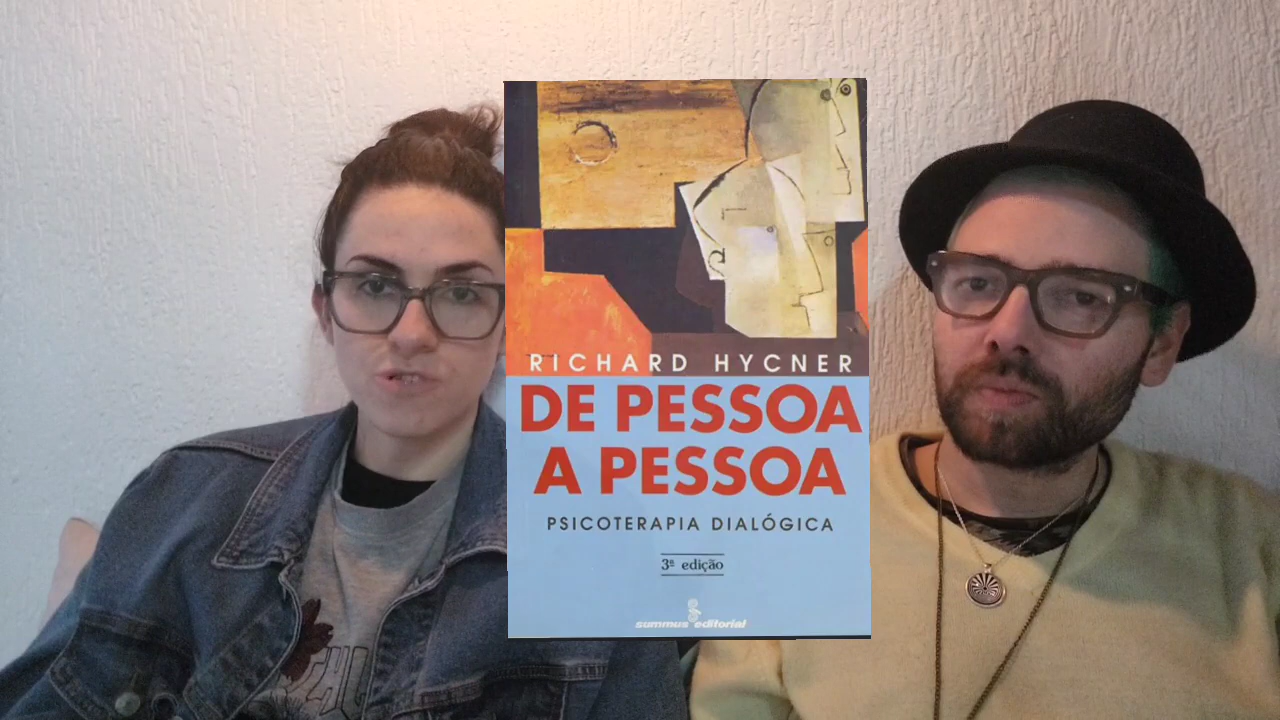 RICHARD HYCNER
DE PESSOA
A PESSOA
PSICOTERAPIA DIALÓGICA
3ª edição
summus editorial